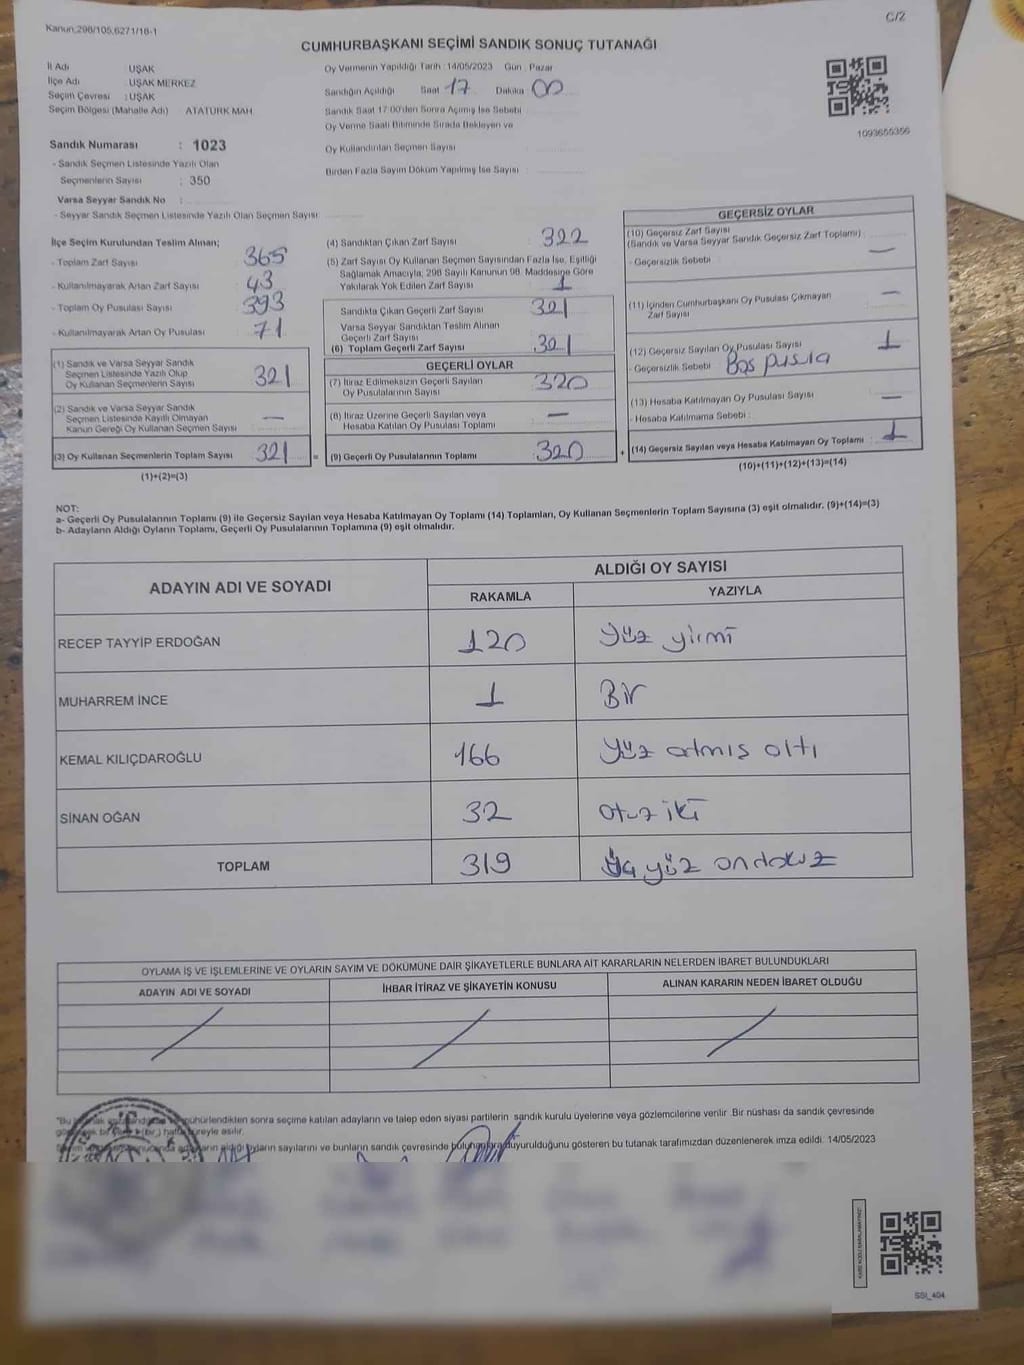 Kanun:298/105,6271/18-1
C/2
CUMHURBAŞKANI SEÇİMİ SANDIK SONUÇ TUTANAĞI
İl Adı UŞAK
İlçe Adı : UŞAK MERKEZ
Seçim Çevresi : UŞAK
Seçim Bölgesi (Mahalle Adı) ATATÜRK MAH
Sandık Numarası : 1023
- Sandık Seçmen Listesinde Yazılı Olan
Seçmenlerin Sayısı : 350
Varsa Seyyar Sandık No :
- Seyyar Sandık Seçmen Listesinde Yazılı Olan Seçmen Sayısı:
Oy Vermenin Yapıldığı Tarih : 14/05/2023 Gün : Pazar
Sandığın Açıldığı Saat 17 Dakika 00
Sandık Saat 17:00'den Sonra Açılmış İse Sebebi
Oy Verme Saati Bitiminde Sırada Bekleyen ve
Oy Kullandırılan Seçmen Sayısı
Birden Fazla Sayım Döküm Yapılmış İse Sayısı
1093655356
İlçe Seçim Kurulundan Teslim Alınan;
- Toplam Zarf Sayısı 365
- Kullanılmayarak Artan Zarf Sayısı 43
- Toplam Oy Pusulası Sayısı 393
- Kullanılmayarak Artan Oy Pusulası 71
(1) Sandık ve Varsa Seyyar Sandık
Seçmen Listesinde Yazılı Olup
Oy Kullanan Seçmenlerin Sayısı 321
(2) Sandık ve Varsa Seyyar Sandık
Seçmen Listesinde Kayıtlı Olmayan
Kanun Gereği Oy Kullanan Seçmen Sayısı : —
(3) Oy Kullanan Seçmenlerin Toplam Sayısı 321 =
(1)+(2)=(3)
(4) Sandıktan Çıkan Zarf Sayısı 322
(5) Zarf Sayısı Oy Kullanan Seçmen Sayısından Fazla İse, Eşitliği
Sağlamak Amacıyla, 298 Sayılı Kanunun 98. Maddesine Göre
Yakılarak Yok Edilen Zarf Sayısı 1
Sandıkta Çıkan Geçerli Zarf Sayısı 321
Varsa Seyyar Sandıktan Teslim Alınan
Geçerli Zarf Sayısı
(6) Toplam Geçerli Zarf Sayısı 321
GEÇERLİ OYLAR
(7) İtiraz Edilmeksizin Geçerli Sayılan
Oy Pusulalarının Sayısı 320
(8) İtiraz Üzerine Geçerli Sayılan veya
Hesaba Katılan Oy Pusulası Toplamı —
(9) Geçerli Oy Pusulalarının Toplamı 320 +
GEÇERSİZ OYLAR
(10) Geçersiz Zarf Sayısı
(Sandık ve Varsa Seyyar Sandık Geçersiz Zarf Toplamı) :
- Geçersizlik Sebebi : —
(11) İçinden Cumhurbaşkanı Oy Pusulası Çıkmayan
Zarf Sayısı —
(12) Geçersiz Sayılan Oy Pusulası Sayısı 1
- Geçersizlik Sebebi Boş pusula
(13) Hesaba Katılmayan Oy Pusulası Sayısı —
- Hesaba Katılmama Sebebi :
(14) Geçersiz Sayılan veya Hesaba Katılmayan Oy Toplamı : 1
(10)+(11)+(12)+(13)=(14)
NOT:
a- Geçerli Oy Pusulalarının Toplamı (9) ile Geçersiz Sayılan veya Hesaba Katılmayan Oy Toplamı (14) Toplamları, Oy Kullanan Seçmenlerin Toplam Sayısına (3) eşit olmalıdır. (9)+(14)=(3)
b- Adayların Aldığı Oyların Toplamı, Geçerli Oy Pusulalarının Toplamına (9) eşit olmalıdır.
ADAYIN ADI VE SOYADI
ALDIĞI OY SAYISI
RAKAMLA YAZIYLA
RECEP TAYYİP ERDOĞAN 120 Yüz yirmi
MUHARREM İNCE 1 Bir
KEMAL KILIÇDAROĞLU 166 Yüz atmış altı
SİNAN OĞAN 32 Otuz iki
TOPLAM 319 Üç yüz ondokuz
OYLAMA İŞ VE İŞLEMLERİNE VE OYLARIN SAYIM VE DÖKÜMÜNE DAİR ŞİKAYETLERLE BUNLARA AİT KARARLARIN NELERDEN İBARET BULUNDUKLARI
ADAYIN ADI VE SOYADI İHBAR İTİRAZ VE ŞİKAYETİN KONUSU ALINAN KARARIN NEDEN İBARET OLDUĞU
"Bu mühürlendikten sonra seçime katılan adayların ve talep eden siyasi partilerin sandık kurulu üyelerine veya gözlemcilerine verilir .Bir nüshası da sandık çevresinde
bir hafta süreyle asılır.
oyların sayılarını ve bunların sandık çevresinde duyurulduğunu gösteren bu tutanak tarafımızdan düzenlenerek imza edildi. 14/05/2023
SSI_404